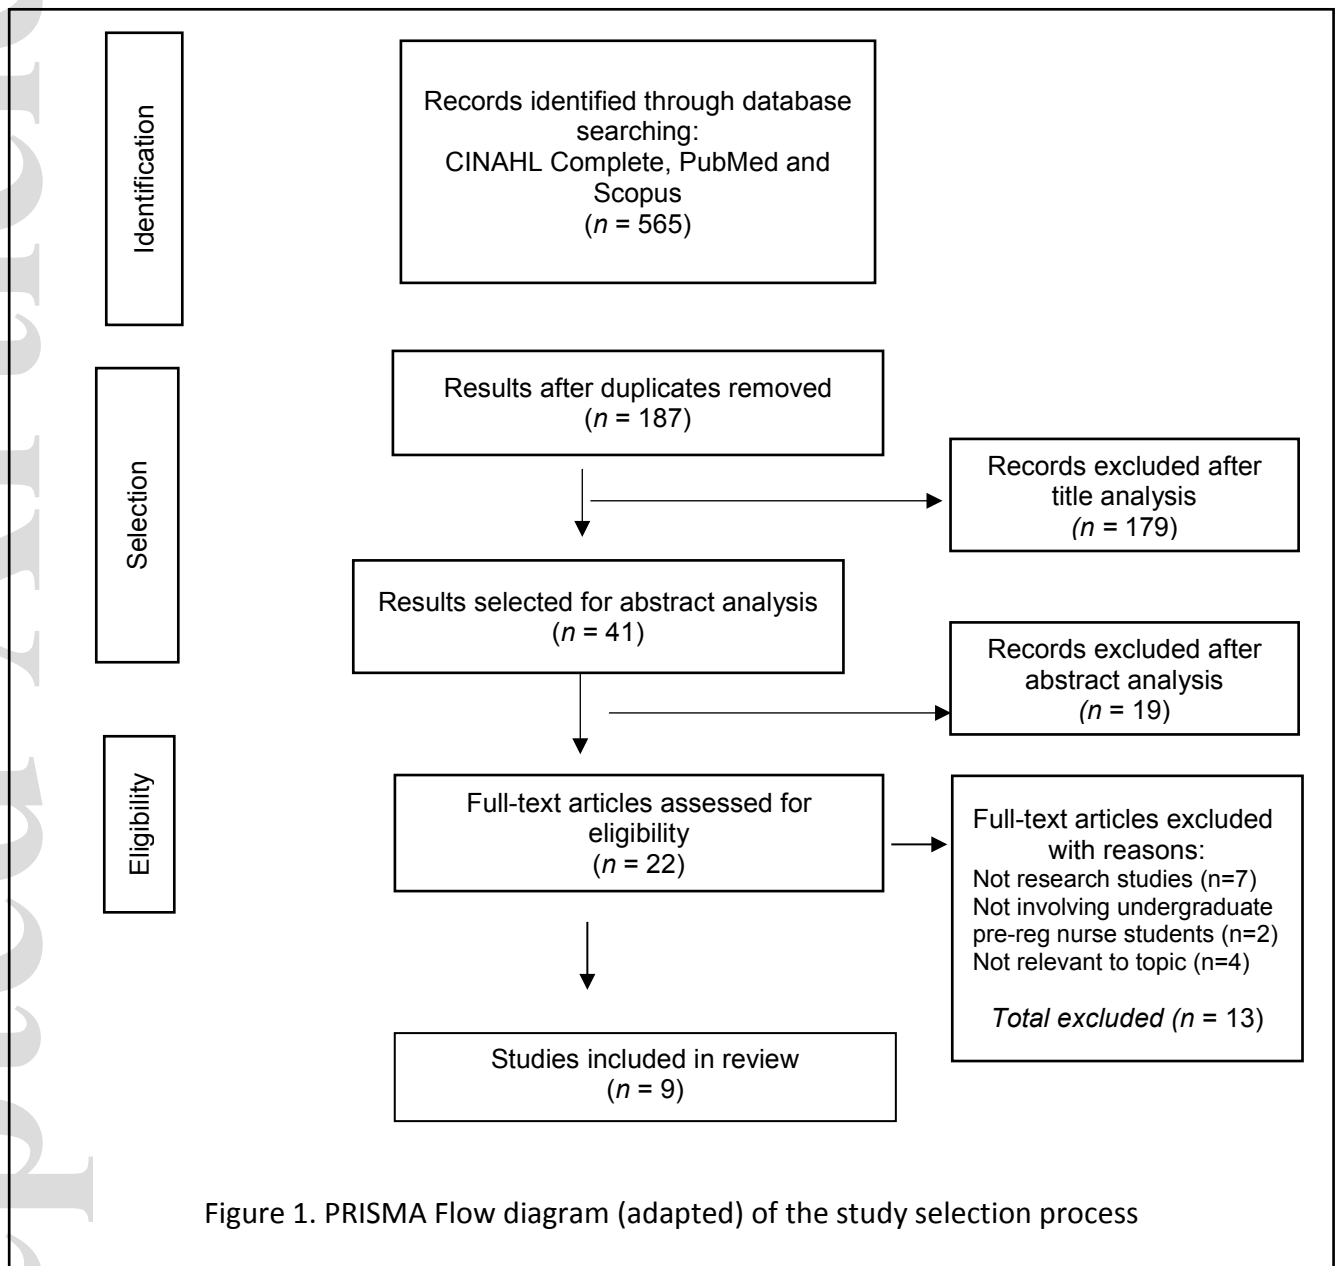 Identification
Records identified through database
searching:
CINAHL Complete, PubMed and
Scopus
(n = 565)
Selection
Results after duplicates removed
(n = 187)
Records excluded after
title analysis
(n = 179)
Results selected for abstract analysis
(n = 41)
Records excluded after
abstract analysis
(n = 19)
Eligibility
Full-text articles assessed for
eligibility
(n = 22)
Full-text articles excluded
with reasons:
Not research studies (n=7)
Not involving undergraduate
pre-reg nurse students (n=2)
Not relevant to topic (n=4)
Total excluded (n = 13)
Studies included in review
(n = 9)
Figure 1. PRISMA Flow diagram (adapted) of the study selection process